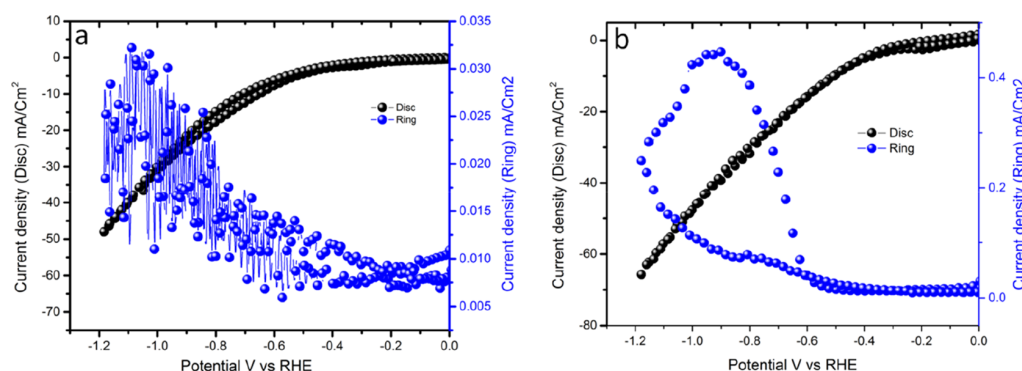 a
Current density (Disc) mA/Cm²
10
0
-10
-20
-30
-40
-50
-60
-70
-1.2 -1.0 -0.8 -0.6 -0.4 -0.2 0.0
Potential V vs RHE
Disc
Ring
0.035
0.030
0.025
0.020
0.015
0.010
0.005
Current density (Ring) mA/Cm2
b
Current density (Disc) mA/Cm²
0
-20
-40
-60
-80
-1.2 -1.0 -0.8 -0.6 -0.4 -0.2 0.0
Potential V vs RHE
Disc
Ring
0.4
0.2
0.0
Current density (Ring) mA/Cm2